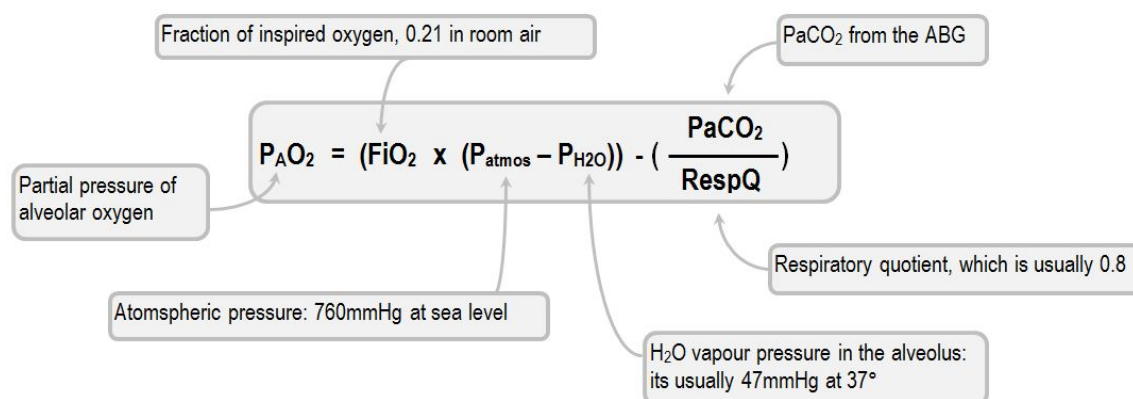 Fraction of inspired oxygen, 0.21 in room air
PaCO₂ from the ABG
PAO₂ = (FiO₂ x (Patmos – PH2O)) - ( PaCO₂ / RespQ )
Partial pressure of
alveolar oxygen
Respiratory quotient, which is usually 0.8
Atomspheric pressure: 760mmHg at sea level
H₂O vapour pressure in the alveolus:
its usually 47mmHg at 37°